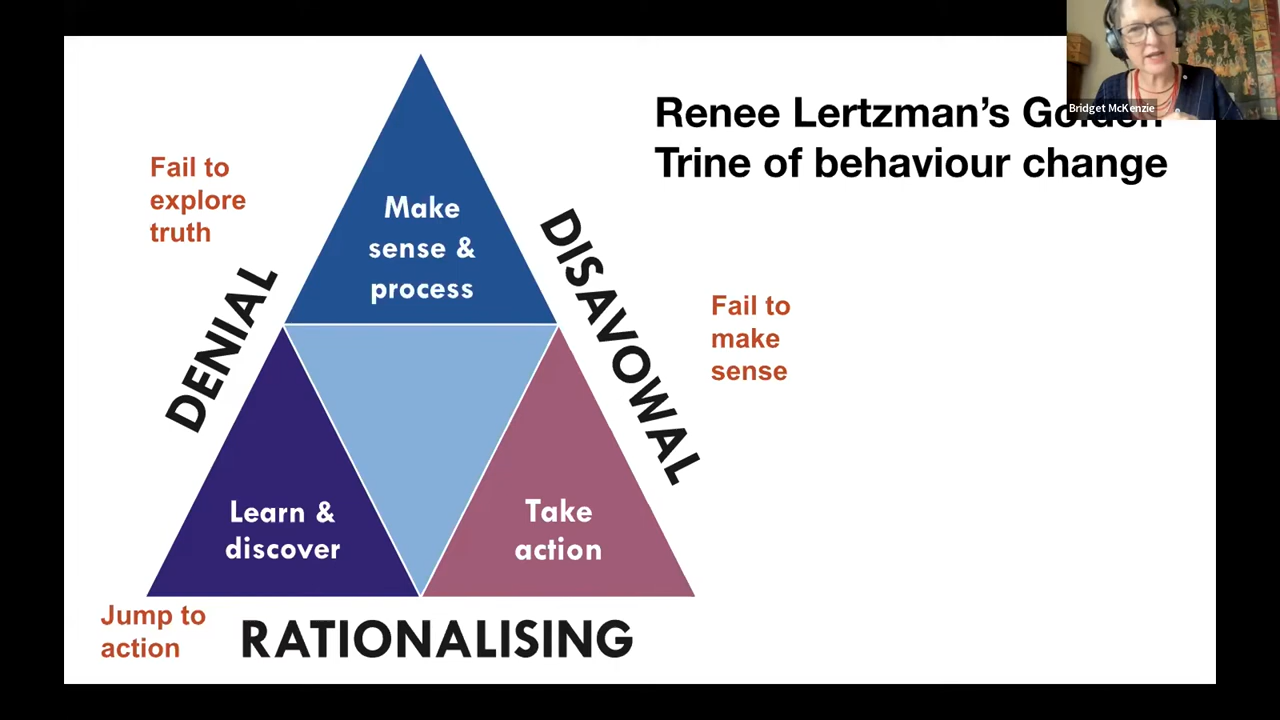 Bridget McKenzie
Renee Lertzman's Golden
Trine of behaviour change
Fail to
explore
truth
Make
sense &
process
DENIAL
DISAVOWAL
Fail to
make
sense
Learn &
discover
Take
action
Jump to
action
RATIONALISING